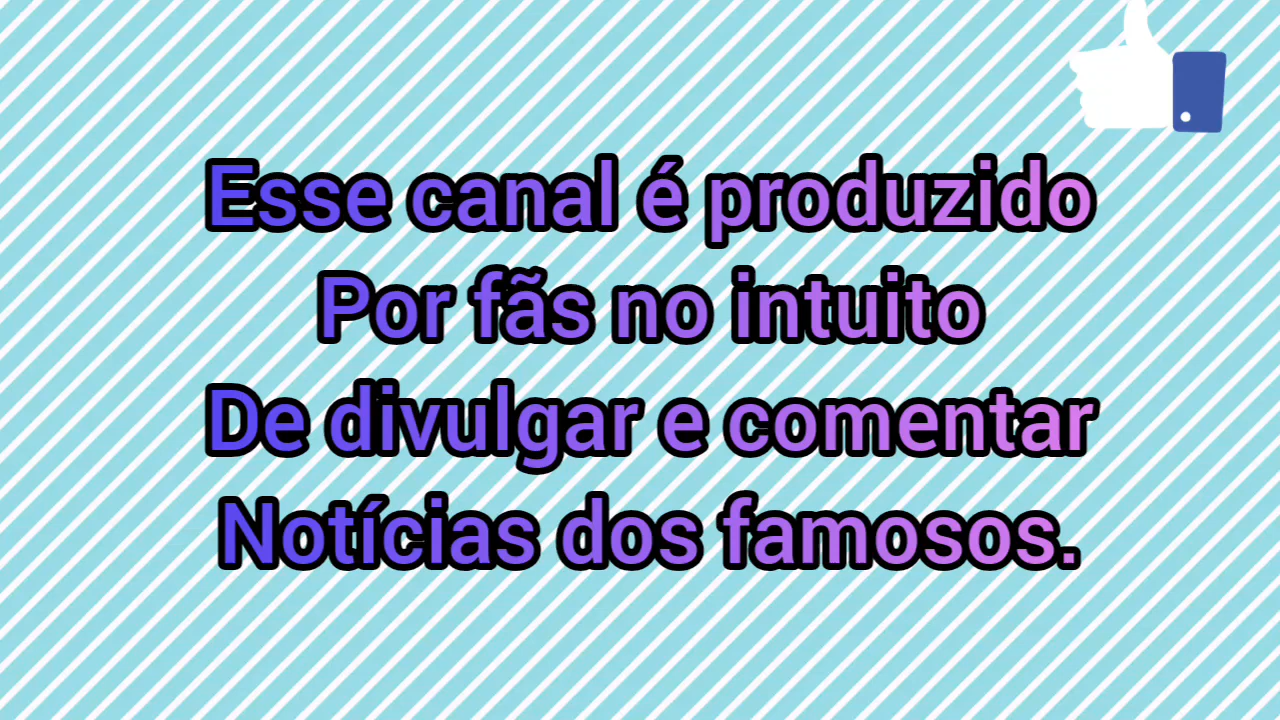 Esse canal é produzido
Por fãs no intuito
De divulgar e comentar
Notícias dos famosos.